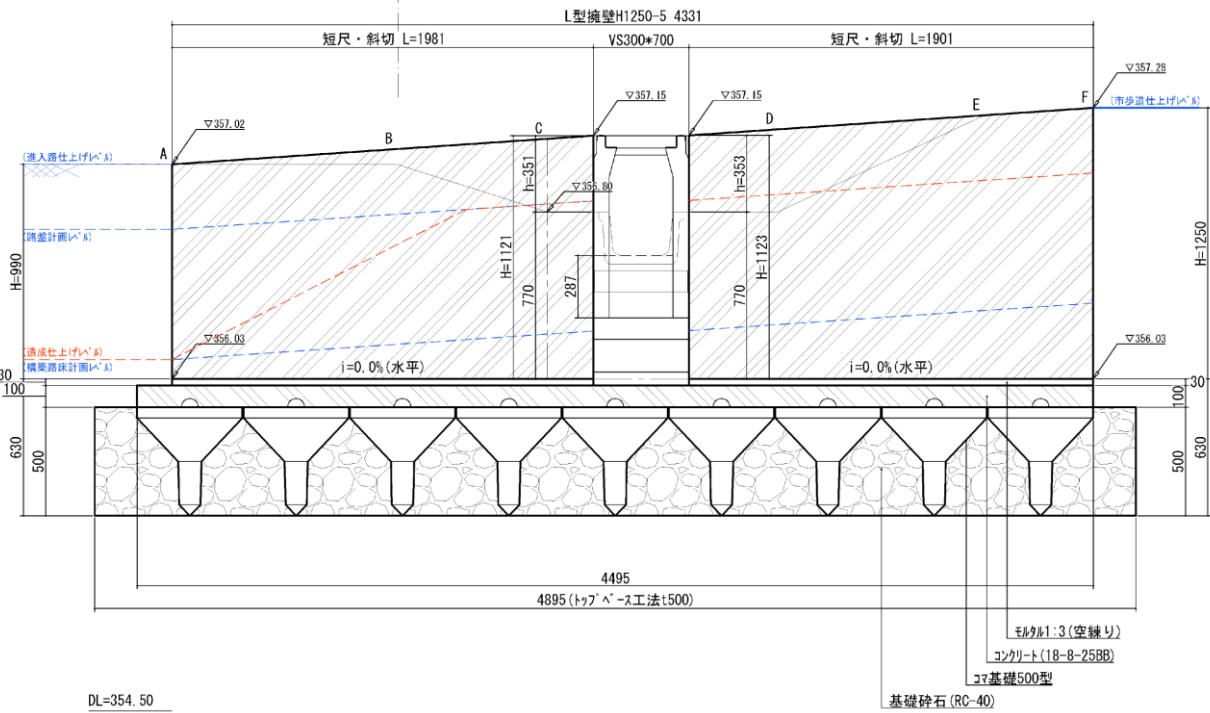 L型擁壁H1250-5 4331
短尺・斜切 L=1981
VS300*700
短尺・斜切 L=1901
▽357.28
F
(市歩道仕上げﾚﾍﾞﾙ)
▽357.15
▽357.15
▽357.02
A
B
C
D
E
(進入路仕上げﾚﾍﾞﾙ)
h=351
▽356.80
h=353
(路盤計画ﾚﾍﾞﾙ)
H=990
H=1121
770
287
770
H=1123
H=1250
▽356.03
▽356.03
(造成仕上げﾚﾍﾞﾙ)
(構築路床計画ﾚﾍﾞﾙ)
i=0.0%(水平)
i=0.0%(水平)
30
100
630
500
30
100
500
630
4495
4895(ﾄｯﾌﾟﾍﾞｰｽ工法t500)
ﾓﾙﾀﾙ1:3(空練り)
ｺﾝｸﾘｰﾄ(18-8-25BB)
ｺﾏ基礎500型
基礎砕石(RC-40)
DL=354.50